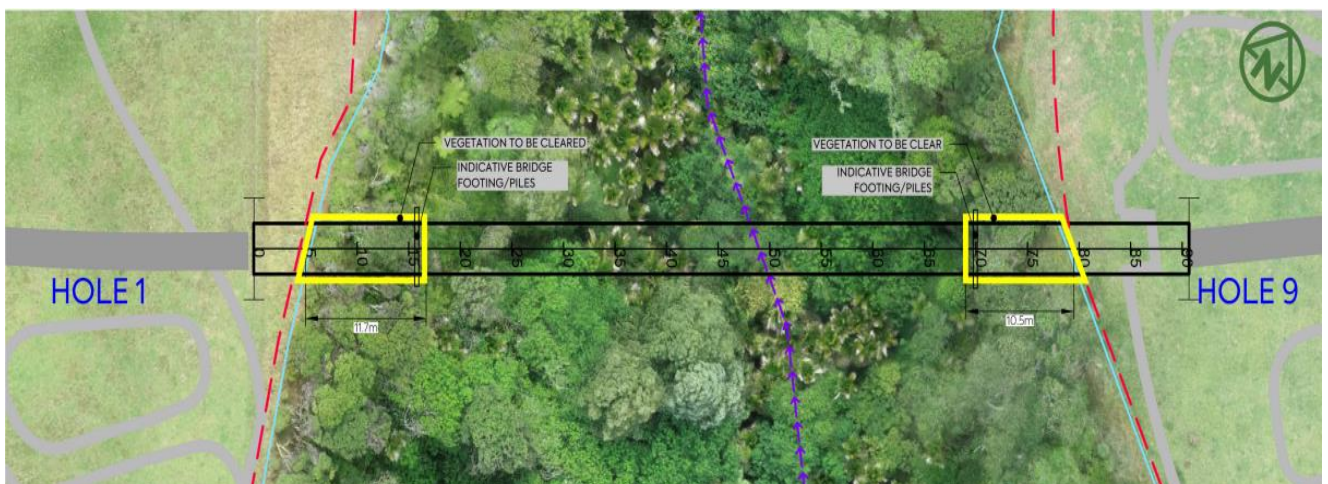 VEGETATION TO BE CLEARED
INDICATIVE BRIDGE
FOOTING/PILES
VEGETATION TO BE CLEAR
INDICATIVE BRIDGE
FOOTING/PILES
0 5 10 15 20 25 30 35 40 45 50 55 60 65 70 75 80 85 90
HOLE 1
HOLE 9
11.7m
10.5m
N